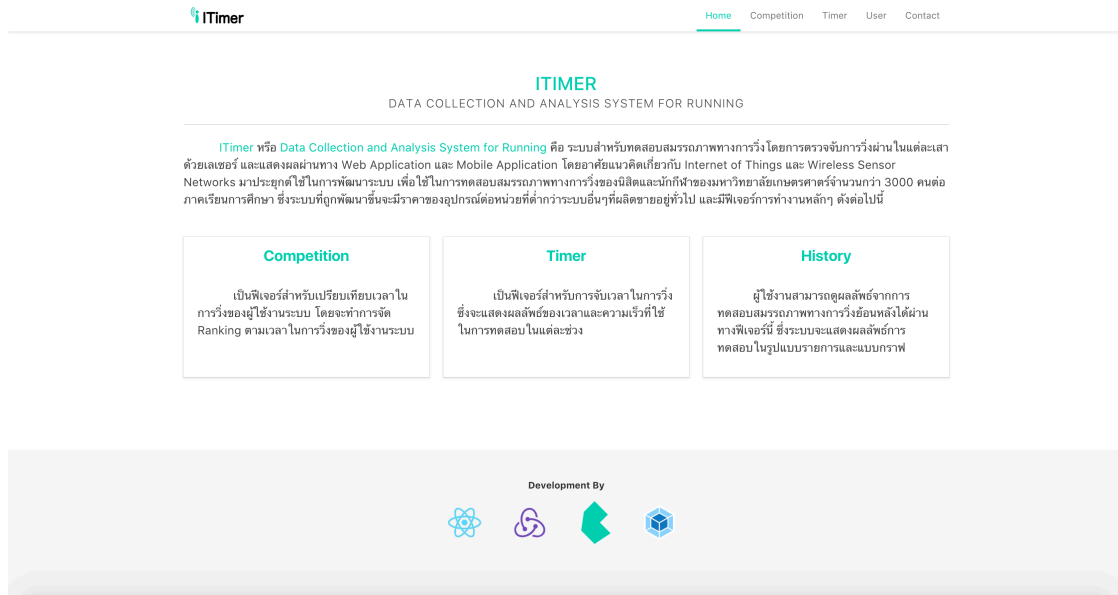 ITimer
Home Competition Timer User Contact
ITIMER
DATA COLLECTION AND ANALYSIS SYSTEM FOR RUNNING
ITimer หรือ Data Collection and Analysis System for Running คือ ระบบสำหรับทดสอบสมรรถภาพทางการวิ่งโดยการตรวจจับการวิ่งผ่านในแต่ละเสา
ด้วยเลเซอร์ และแสดงผลผ่านทาง Web Application และ Mobile Application โดยอาศัยแนวคิดเกี่ยวกับ Internet of Things และ Wireless Sensor
Networks มาประยุกต์ใช้ในการพัฒนาระบบ เพื่อใช้ในการทดสอบสมรรถภาพทางการวิ่งของนิสิตและนักกีฬาของมหาวิทยาลัยเกษตรศาตร์จำนวนกว่า 3000 คนต่อ
ภาคเรียนการศึกษา ซึ่งระบบที่ถูกพัฒนาขึ้นจะมีราคาของอุปกรณ์ต่อหน่วยที่ต่ำกว่าระบบอื่นๆที่ผลิตขายอยู่ทั่วไป และมีฟีเจอร์การทำงานหลักๆ ดังต่อไปนี้
Competition
เป็นฟีเจอร์สำหรับเปรียบเทียบเวลาใน
การวิ่งของผู้ใช้งานระบบ โดยจะทำการจัด
Ranking ตามเวลาในการวิ่งของผู้ใช้งานระบบ
Timer
เป็นฟีเจอร์สำหรับการจับเวลาในการวิ่ง
ซึ่งจะแสดงผลลัพธ์ของเวลาและความเร็วที่ใช้
ในการทดสอบในแต่ละช่วง
History
ผู้ใช้งานสามารถดูผลลัพธ์จากการ
ทดสอบสมรรถภาพทางการวิ่งย้อนหลังได้ผ่าน
ทางฟีเจอร์นี้ ซึ่งระบบจะแสดงผลลัพธ์การ
ทดสอบในรูปแบบรายการและแบบกราฟ
Development By